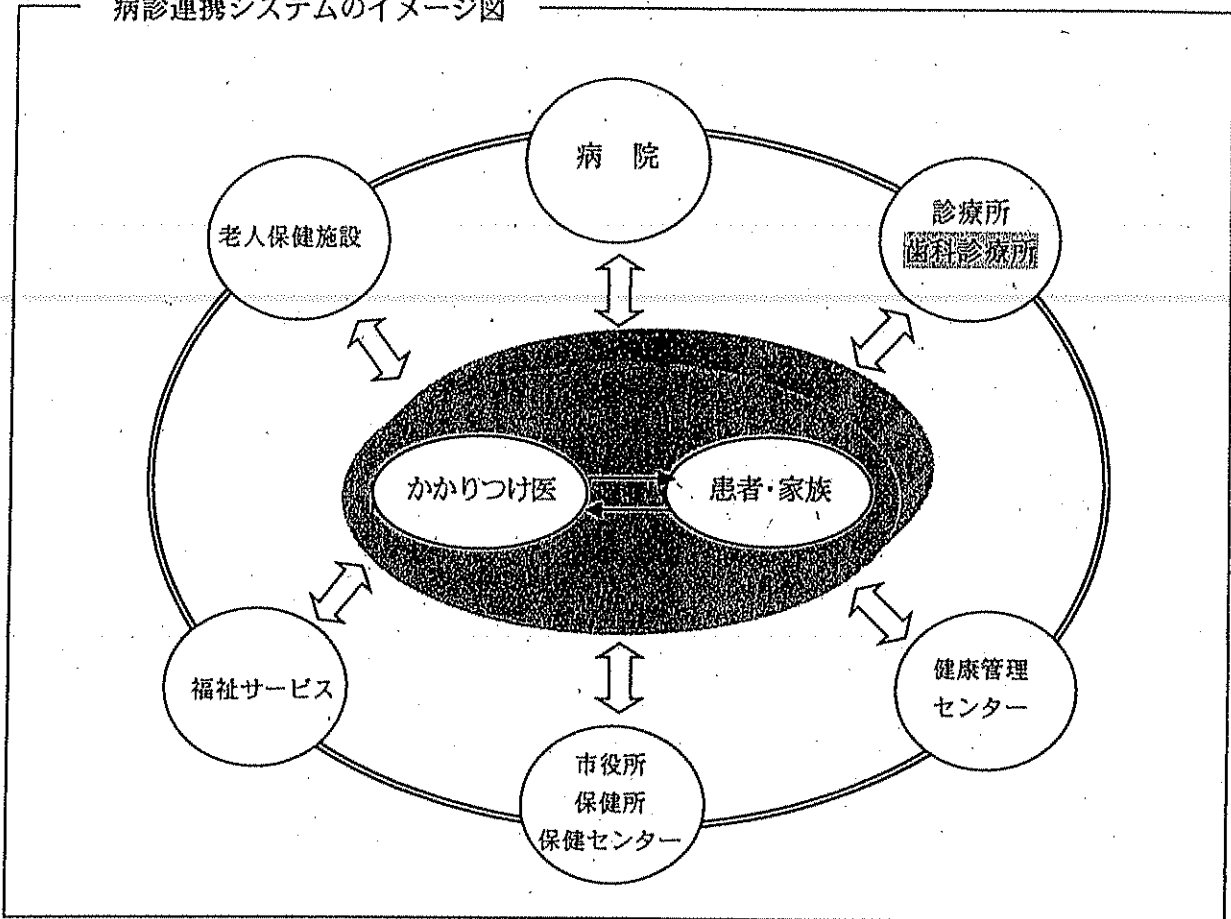 病診連携システムのイメージ図
病 院
老人保健施設
診療所
歯科診療所
かかりつけ医
患者・家族
福祉サービス
健康管理
センター
市役所
保健所
保健センター